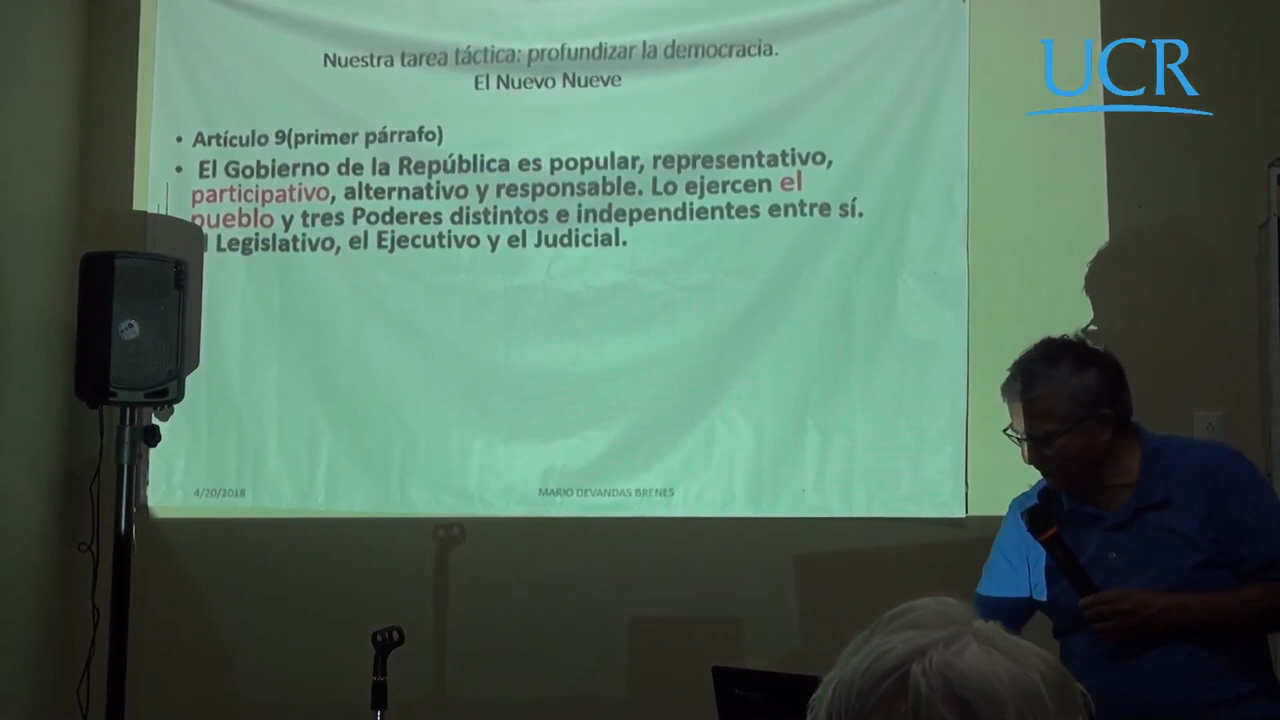 UCR
Nuestra tarea táctica: profundizar la democracia.
El Nuevo Nueve
• Artículo 9(primer párrafo)
• El Gobierno de la República es popular, representativo,
participativo, alternativo y responsable. Lo ejercen el
pueblo y tres Poderes distintos e independientes entre sí.
l Legislativo, el Ejecutivo y el Judicial.
4/20/2018
MARIO DEVANDAS BRENES